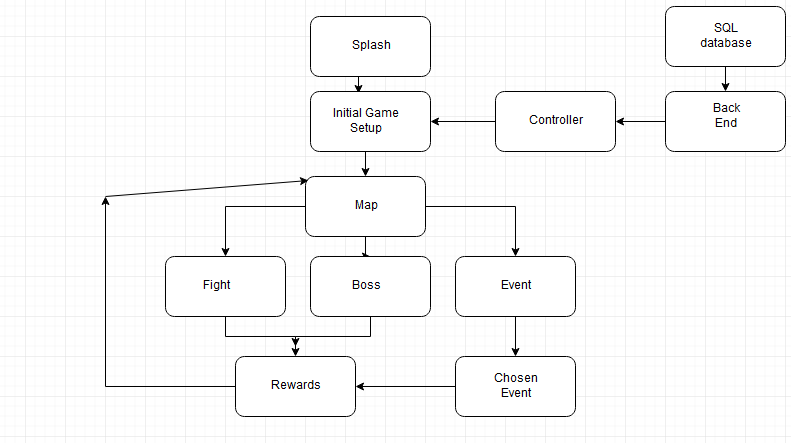 Splash
SQL
database
Initial Game
Setup
Controller
Back
End
Map
Fight
Boss
Event
Rewards
Chosen
Event